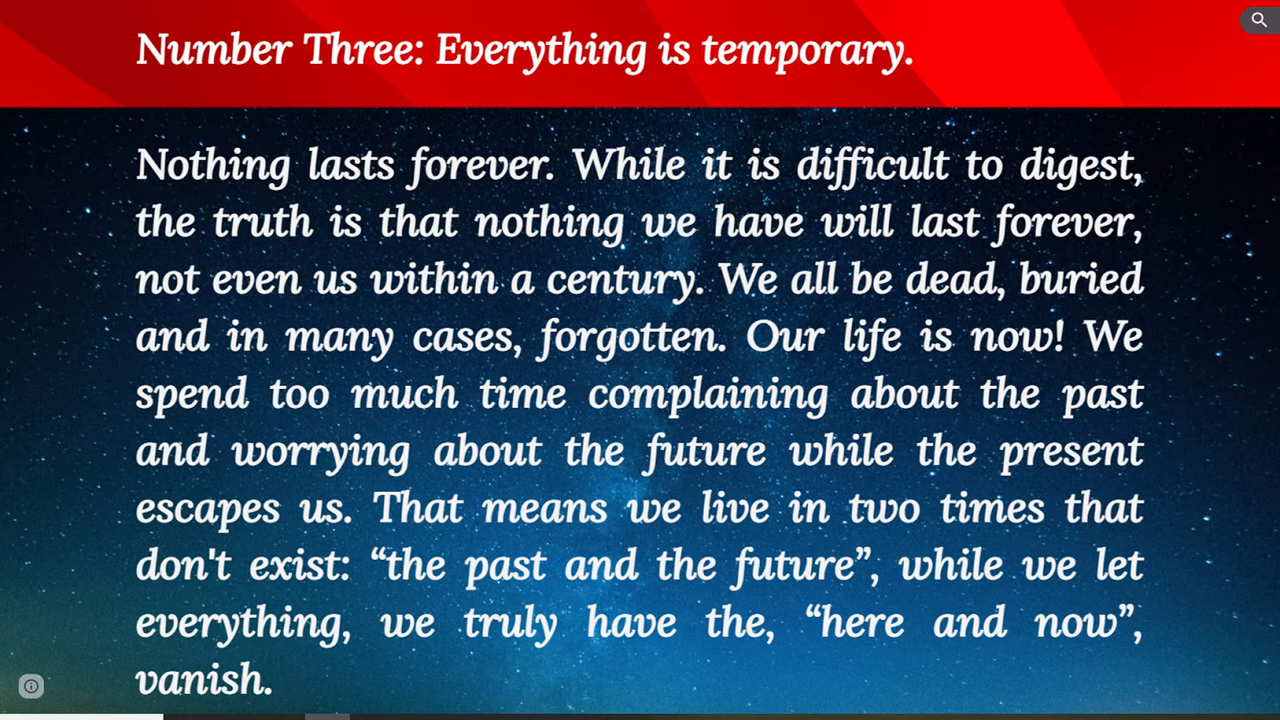 Number Three: Everything is temporary.
Nothing lasts forever. While it is difficult to digest,
the truth is that nothing we have will last forever,
not even us within a century. We all be dead, buried
and in many cases, forgotten. Our life is now! We
spend too much time complaining about the past
and worrying about the future while the present
escapes us. That means we live in two times that
don't exist: “the past and the future”, while we let
everything, we truly have the, “here and now”,
vanish.